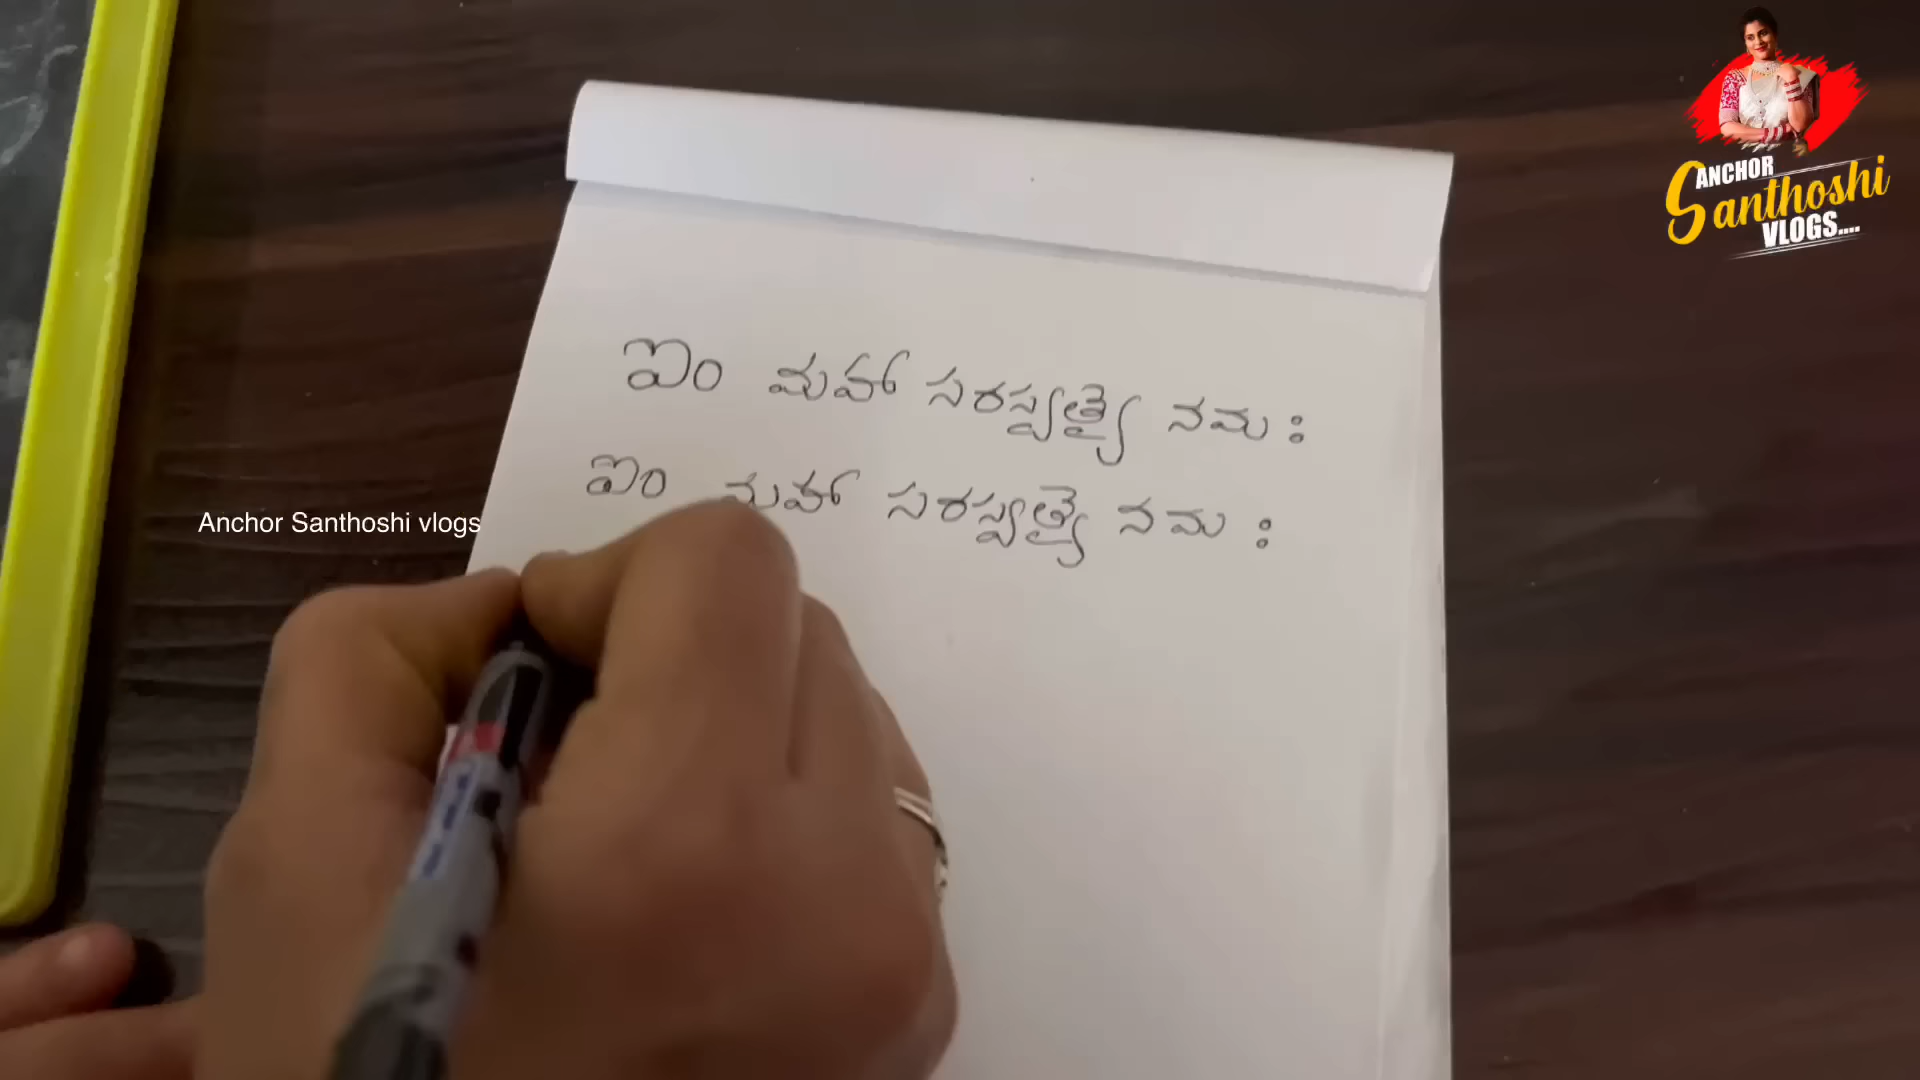 ANCHOR
Santhoshi
VLOGS....
ఐం మహా సరస్వత్యై నమ :
ఐం మహా సరస్వత్యై నమ :
Anchor Santhoshi vlogs